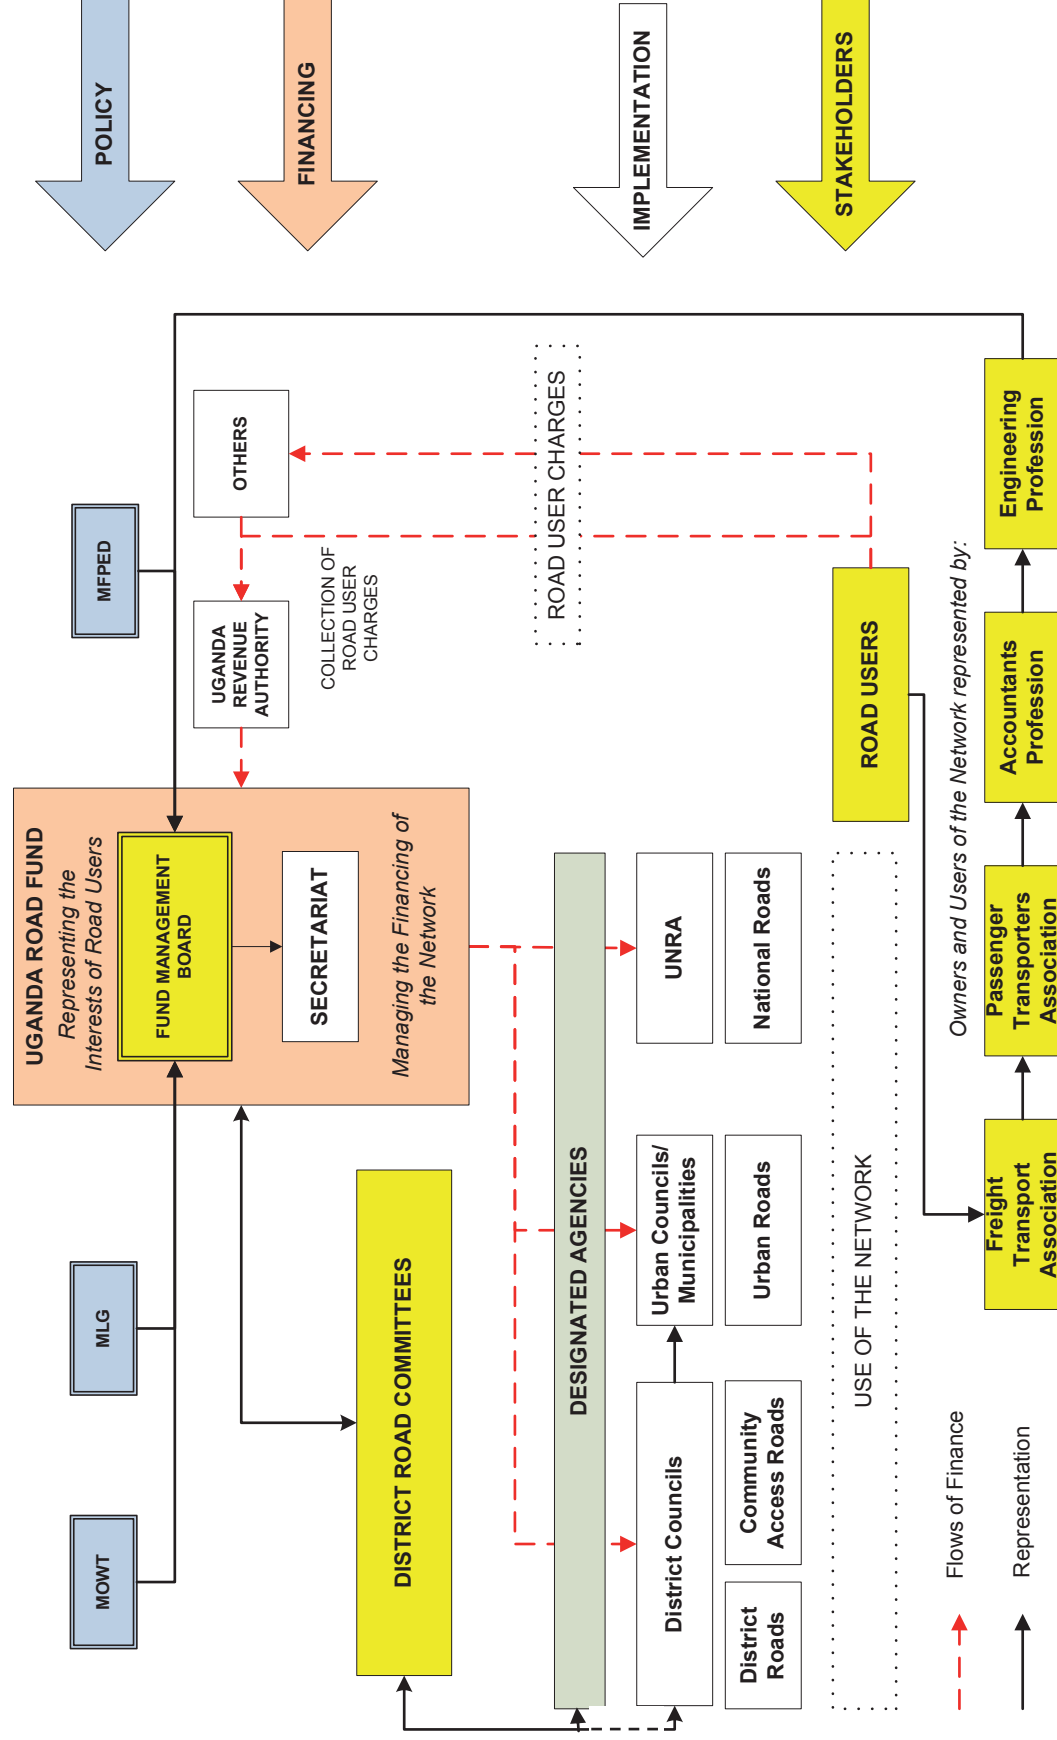 POLICY
FINANCING
IMPLEMENTATION
STAKEHOLDERS
MOWT
MLG
MFPED
UGANDA ROAD FUND
Representing the
Interests of Road Users
FUND MANAGEMENT
BOARD
SECRETARIAT
Managing the Financing of
the Network
UGANDA
REVENUE
AUTHORITY
OTHERS
COLLECTION OF
ROAD USER
CHARGES
DISTRICT ROAD COMMITTEES
DESIGNATED AGENCIES
ROAD USER CHARGES
District Councils
Urban Councils/
Municipalities
UNRA
District
Roads
Community
Access Roads
Urban Roads
National Roads
ROAD USERS
USE OF THE NETWORK
Owners and Users of the Network represented by:
Freight
Transport
Association
Passenger
Transporters
Association
Accountants
Profession
Engineering
Profession
Flows of Finance
Representation